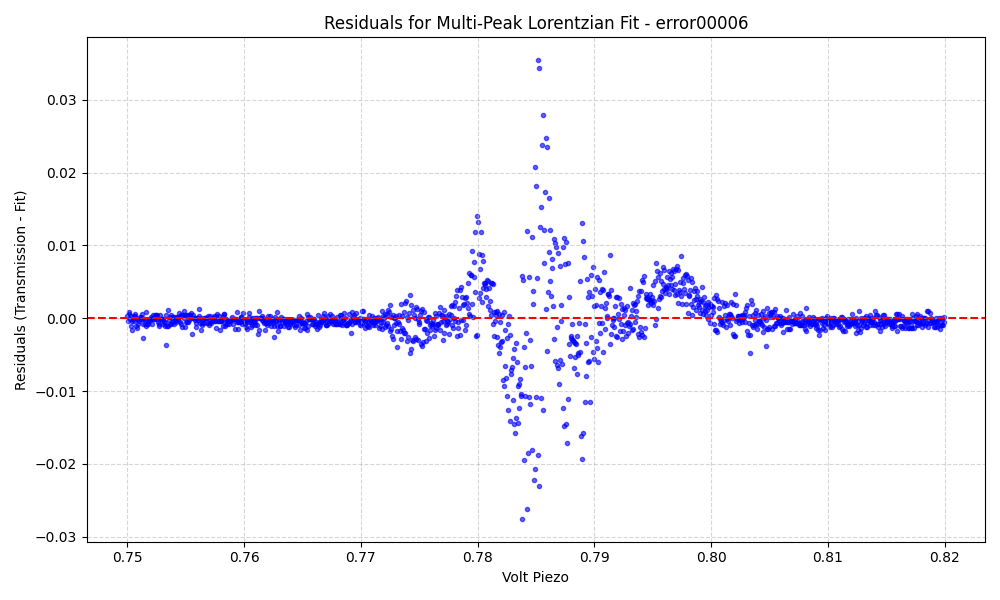 Residuals for Multi-Peak Lorentzian Fit - error00006
Residuals (Transmission - Fit)
0.03
0.02
0.01
0.00
−0.01
−0.02
−0.03
0.75 0.76 0.77 0.78 0.79 0.80 0.81 0.82
Volt Piezo